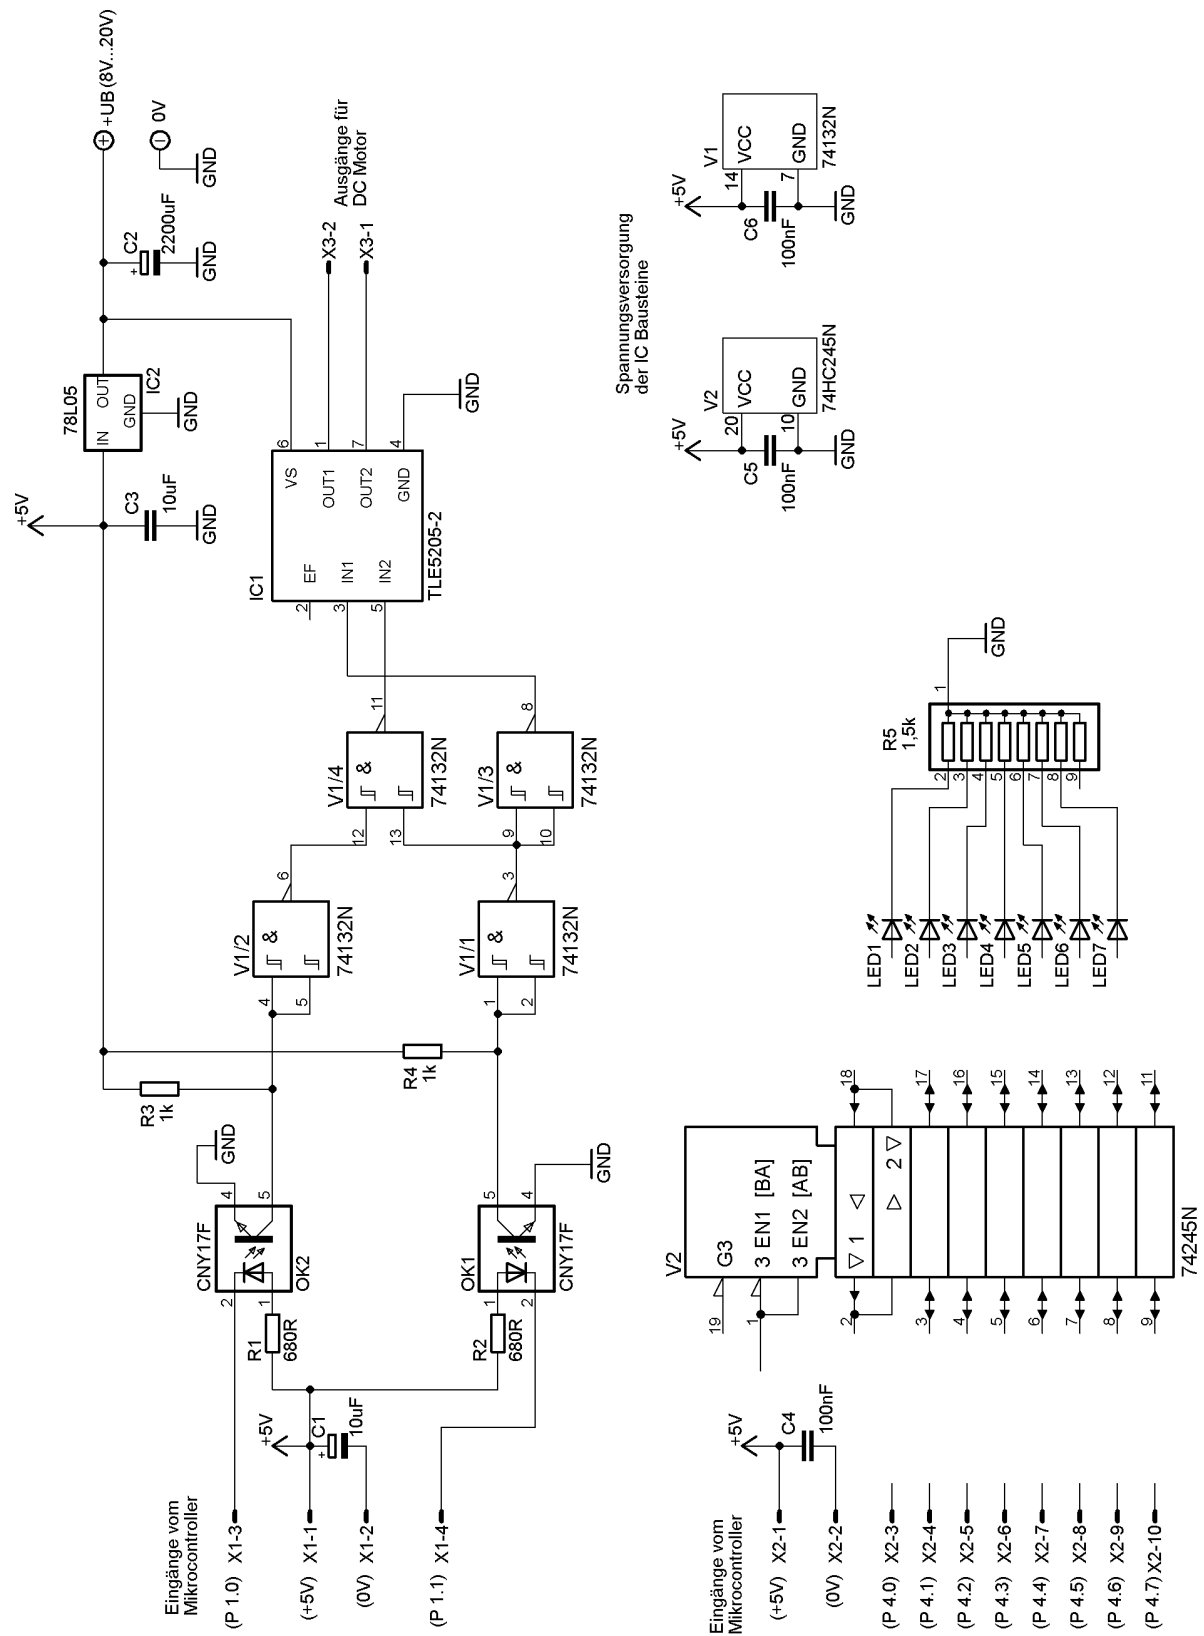 Eingänge vom
Mikrocontroller
(P 1.0) X1-3
(+5V) X1-1
(0V) X1-2
(P 1.1) X1-4
+5V
C1
+
10uF
R1
680R
R2
680R
CNY17F
OK2
2
1
4
5
GND
OK1
CNY17F
1
2
5
4
GND
R3
1k
R4
1k
V1/2
&
74132N
4
5
6
V1/1
&
74132N
1
2
3
V1/4
&
74132N
12
13
11
V1/3
&
74132N
9
10
8
+5V
C3
10uF
GND
78L05
IN
OUT
GND
IC2
GND
C2
+
2200uF
GND
+UB (8V...20V)
0V
GND
IC1
EF
IN1
IN2
VS
OUT1
OUT2
GND
TLE5205-2
2
3
5
6
1
7
4
GND
X3-2
X3-1
Ausgänge für
DC Motor
Eingänge vom
Mikrocontroller
(+5V) X2-1
(0V) X2-2
(P 4.0) X2-3
(P 4.1) X2-4
(P 4.2) X2-5
(P 4.3) X2-6
(P 4.4) X2-7
(P 4.5) X2-8
(P 4.6) X2-9
(P 4.7) X2-10
+5V
C4
100nF
V2
G3
3 EN1 [BA]
3 EN2 [AB]
1
2
74245N
19
1
2
3
4
5
6
7
8
9
18
17
16
15
14
13
12
11
LED1
LED2
LED3
LED4
LED5
LED6
LED7
R5
1,5k
2
3
4
5
6
7
8
9
1
GND
Spannungsversorgung
der IC Bausteine
+5V
C5
100nF
GND
V2
20
VCC
10
GND
74HC245N
+5V
C6
100nF
GND
V1
14
VCC
7
GND
74132N